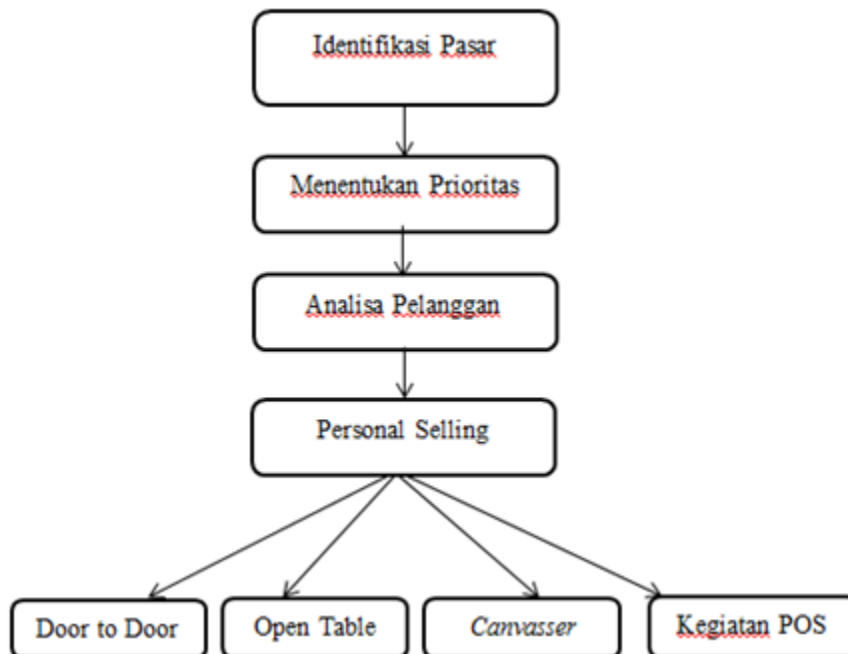 Identifikasi Pasar
Menentukan Prioritas
Analisa Pelanggan
Personal Selling
Door to Door
Open Table
Canvasser
Kegiatan POS